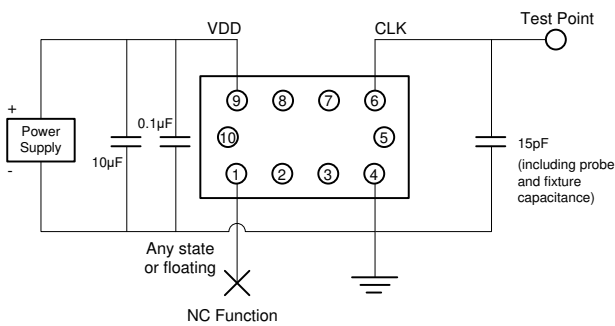 Test Point
VDD
CLK
+
Power
Supply
-
10µF
0.1µF
9
8
7
6
10
5
1
2
3
4
15pF
(including probe
and fixture
capacitance)
Any state
or floating
NC Function